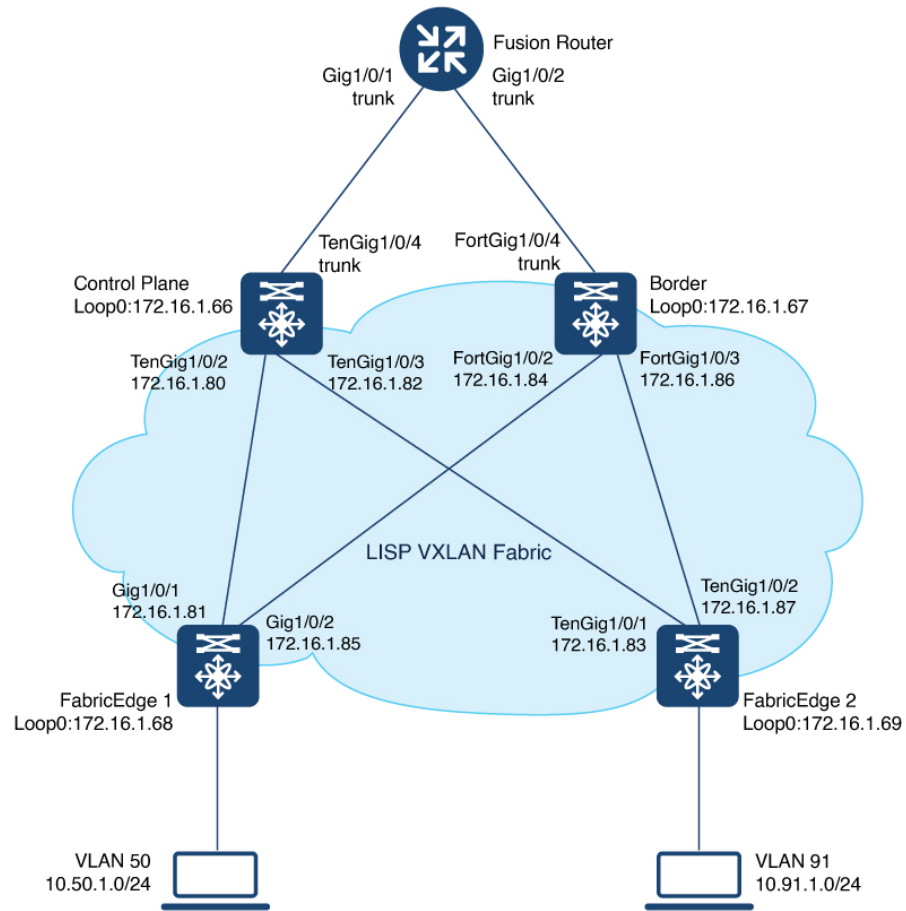 Fusion Router
Gig1/0/1
trunk
Gig1/0/2
trunk
TenGig1/0/4
trunk
FortGig1/0/4
trunk
Control Plane
Loop0:172.16.1.66
Border
Loop0:172.16.1.67
TenGig1/0/2
172.16.1.80
TenGig1/0/3
172.16.1.82
FortGig1/0/2
172.16.1.84
FortGig1/0/3
172.16.1.86
LISP VXLAN Fabric
Gig1/0/1
172.16.1.81
Gig1/0/2
172.16.1.85
TenGig1/0/1
172.16.1.83
TenGig1/0/2
172.16.1.87
FabricEdge 1
Loop0:172.16.1.68
FabricEdge 2
Loop0:172.16.1.69
VLAN 50
10.50.1.0/24
VLAN 91
10.91.1.0/24